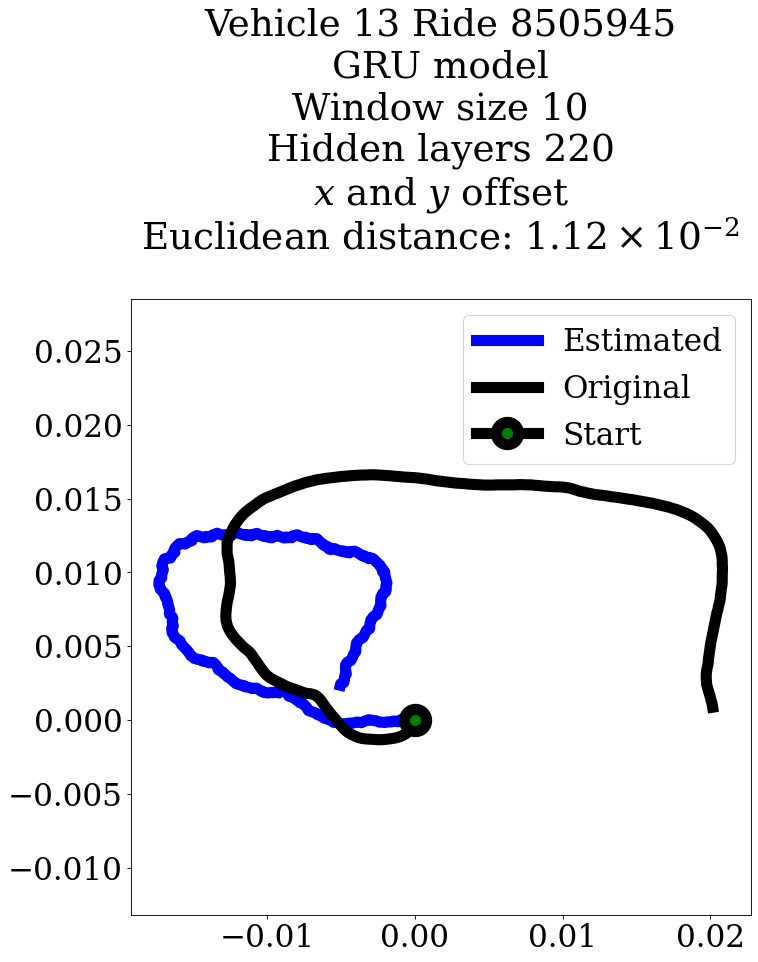 Vehicle 13 Ride 8505945
GRU model
Window size 10
Hidden layers 220
x and y offset
Euclidean distance: 1.12 × 10⁻²
Estimated
Original
Start
0.025
0.020
0.015
0.010
0.005
0.000
−0.005
−0.010
−0.01 0.00 0.01 0.02